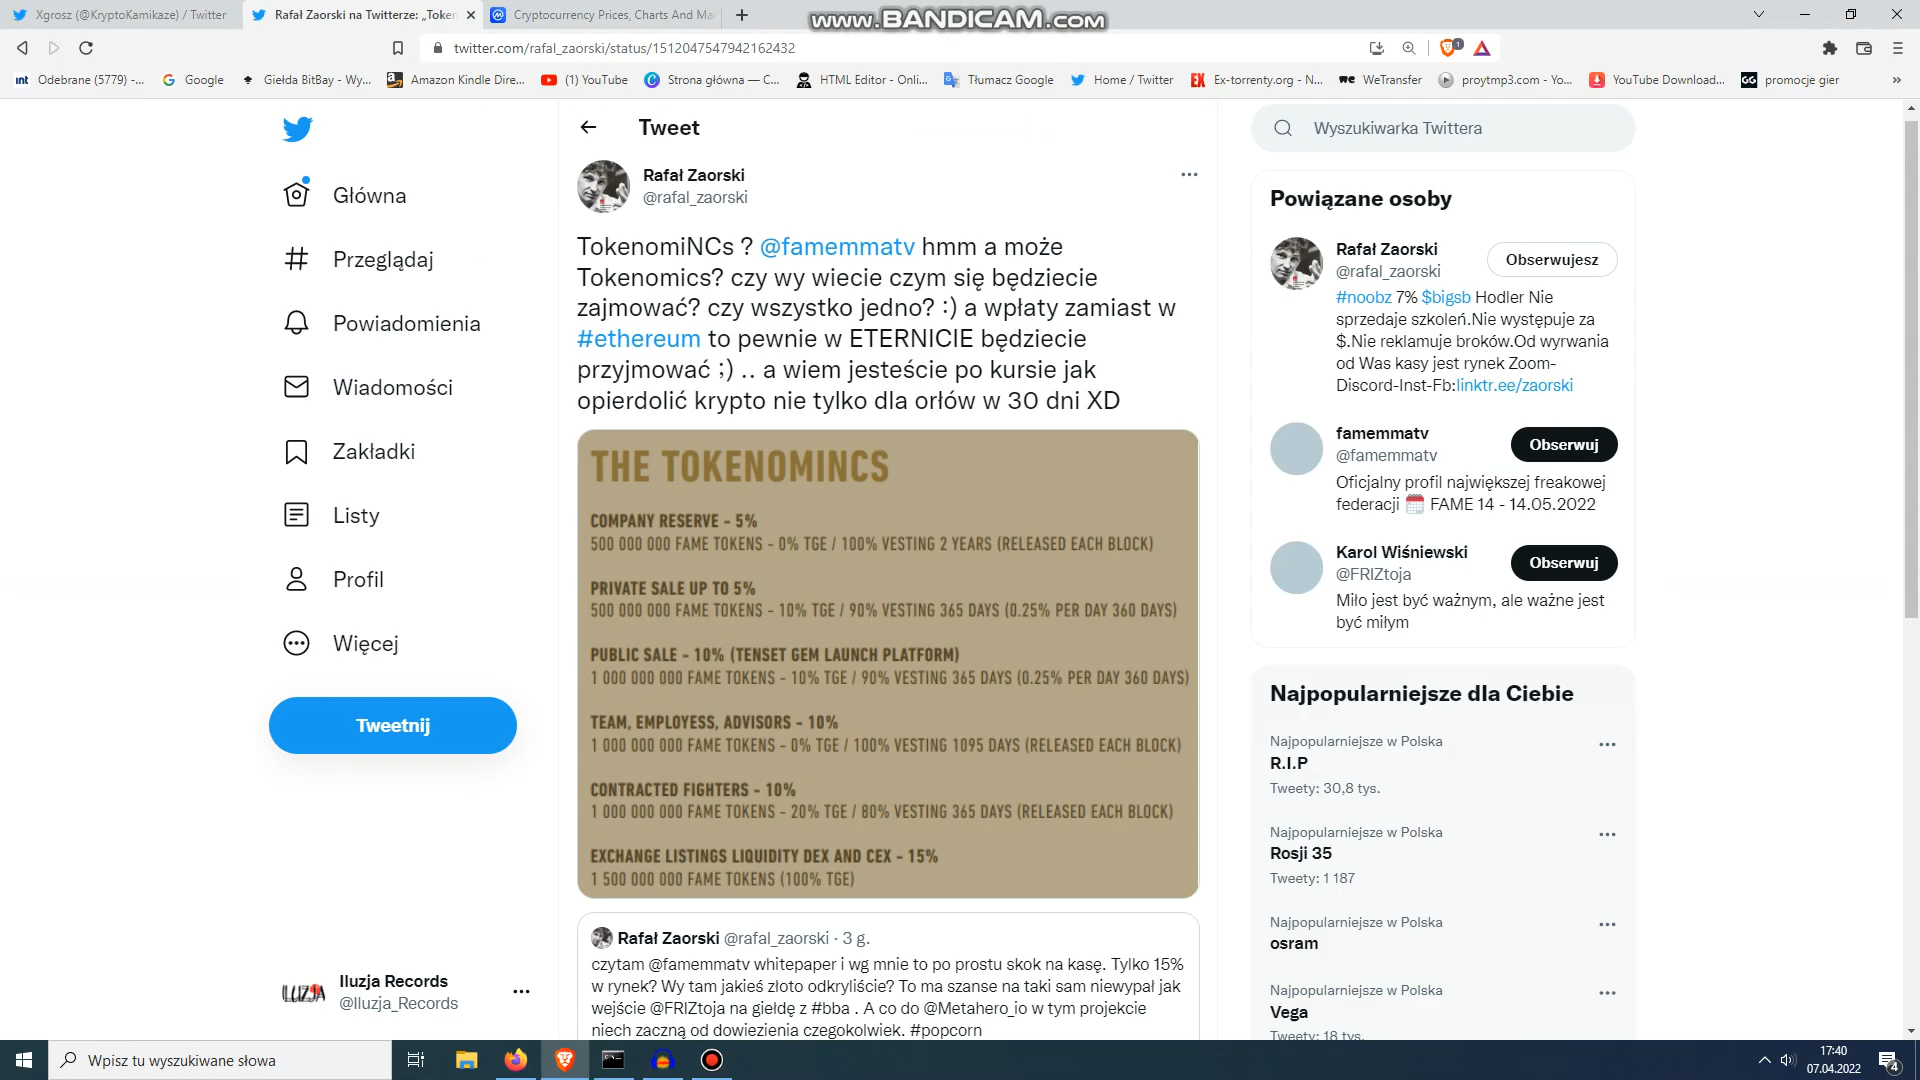 Xgrosz (@KryptoKamikaze) / Twitter
Rafał Zaorski na Twitterze: „Token
Cryptocurrency Prices, Charts And Ma
www.BANDICAM.com
twitter.com/rafal_zaorski/status/1512047547942162432
1
Odebrane (5779) -...
Google
Giełda BitBay - Wy...
Amazon Kindle Dire...
(1) YouTube
Strona główna — C...
HTML Editor - Onli...
Tłumacz Google
Home / Twitter
Ex-torrenty.org - N...
WeTransfer
proytmp3.com - Yo...
YouTube Download...
promocje gier
Główna
Przeglądaj
Powiadomienia
Wiadomości
Zakładki
Listy
Profil
Więcej
Tweetnij
Iluzja Records
@Iluzja_Records
Tweet
Rafał Zaorski
@rafal_zaorski
TokenomiNCs ? @famemmatv hmm a może
Tokenomics? czy wy wiecie czym się będziecie
zajmować? czy wszystko jedno? :) a wpłaty zamiast w
#ethereum to pewnie w ETERNICIE będziecie
przyjmować ;) .. a wiem jesteście po kursie jak
opierdolić krypto nie tylko dla orłów w 30 dni XD
THE TOKENOMINCS
COMPANY RESERVE - 5%
500 000 000 FAME TOKENS - 0% TGE / 100% VESTING 2 YEARS (RELEASED EACH BLOCK)
PRIVATE SALE UP TO 5%
500 000 000 FAME TOKENS - 10% TGE / 90% VESTING 365 DAYS (0.25% PER DAY 360 DAYS)
PUBLIC SALE - 10% (TENSET GEM LAUNCH PLATFORM)
1 000 000 000 FAME TOKENS - 10% TGE / 90% VESTING 365 DAYS (0.25% PER DAY 360 DAYS)
TEAM, EMPLOYESS, ADVISORS - 10%
1 000 000 000 FAME TOKENS - 0% TGE / 100% VESTING 1095 DAYS (RELEASED EACH BLOCK)
CONTRACTED FIGHTERS - 10%
1 000 000 000 FAME TOKENS - 20% TGE / 80% VESTING 365 DAYS (RELEASED EACH BLOCK)
EXCHANGE LISTINGS LIQUIDITY DEX AND CEX - 15%
1 500 000 000 FAME TOKENS (100% TGE)
Rafał Zaorski @rafal_zaorski · 3 g.
czytam @famemmatv whitepaper i wg mnie to po prostu skok na kasę. Tylko 15%
w rynek? Wy tam jakieś złoto odkryliście? To ma szanse na taki sam niewypał jak
wejście @FRIZtoja na giełdę z #bba . A co do @Metahero_io w tym projekcie
niech zaczną od dowiezienia czegokolwiek. #popcorn
Wyszukiwarka Twittera
Powiązane osoby
Rafał Zaorski
@rafal_zaorski
Obserwujesz
#noobz 7% $bigsb Hodler Nie
sprzedaje szkoleń.Nie występuje za
$.Nie reklamuje broków.Od wyrwania
od Was kasy jest rynek Zoom-
Discord-Inst-Fb:linktr.ee/zaorski
famemmatv
@famemmatv
Obserwuj
Oficjalny profil największej freakowej
federacji FAME 14 - 14.05.2022
Karol Wiśniewski
@FRIZtoja
Obserwuj
Miło jest być ważnym, ale ważne jest
być miłym
Najpopularniejsze dla Ciebie
Najpopularniejsze w Polska
R.I.P
Tweety: 30,8 tys.
Najpopularniejsze w Polska
Rosji 35
Tweety: 1 187
Najpopularniejsze w Polska
osram
Najpopularniejsze w Polska
Vega
Tweety: 18 tys.
Wpisz tu wyszukiwane słowa
17:40
07.04.2022
4